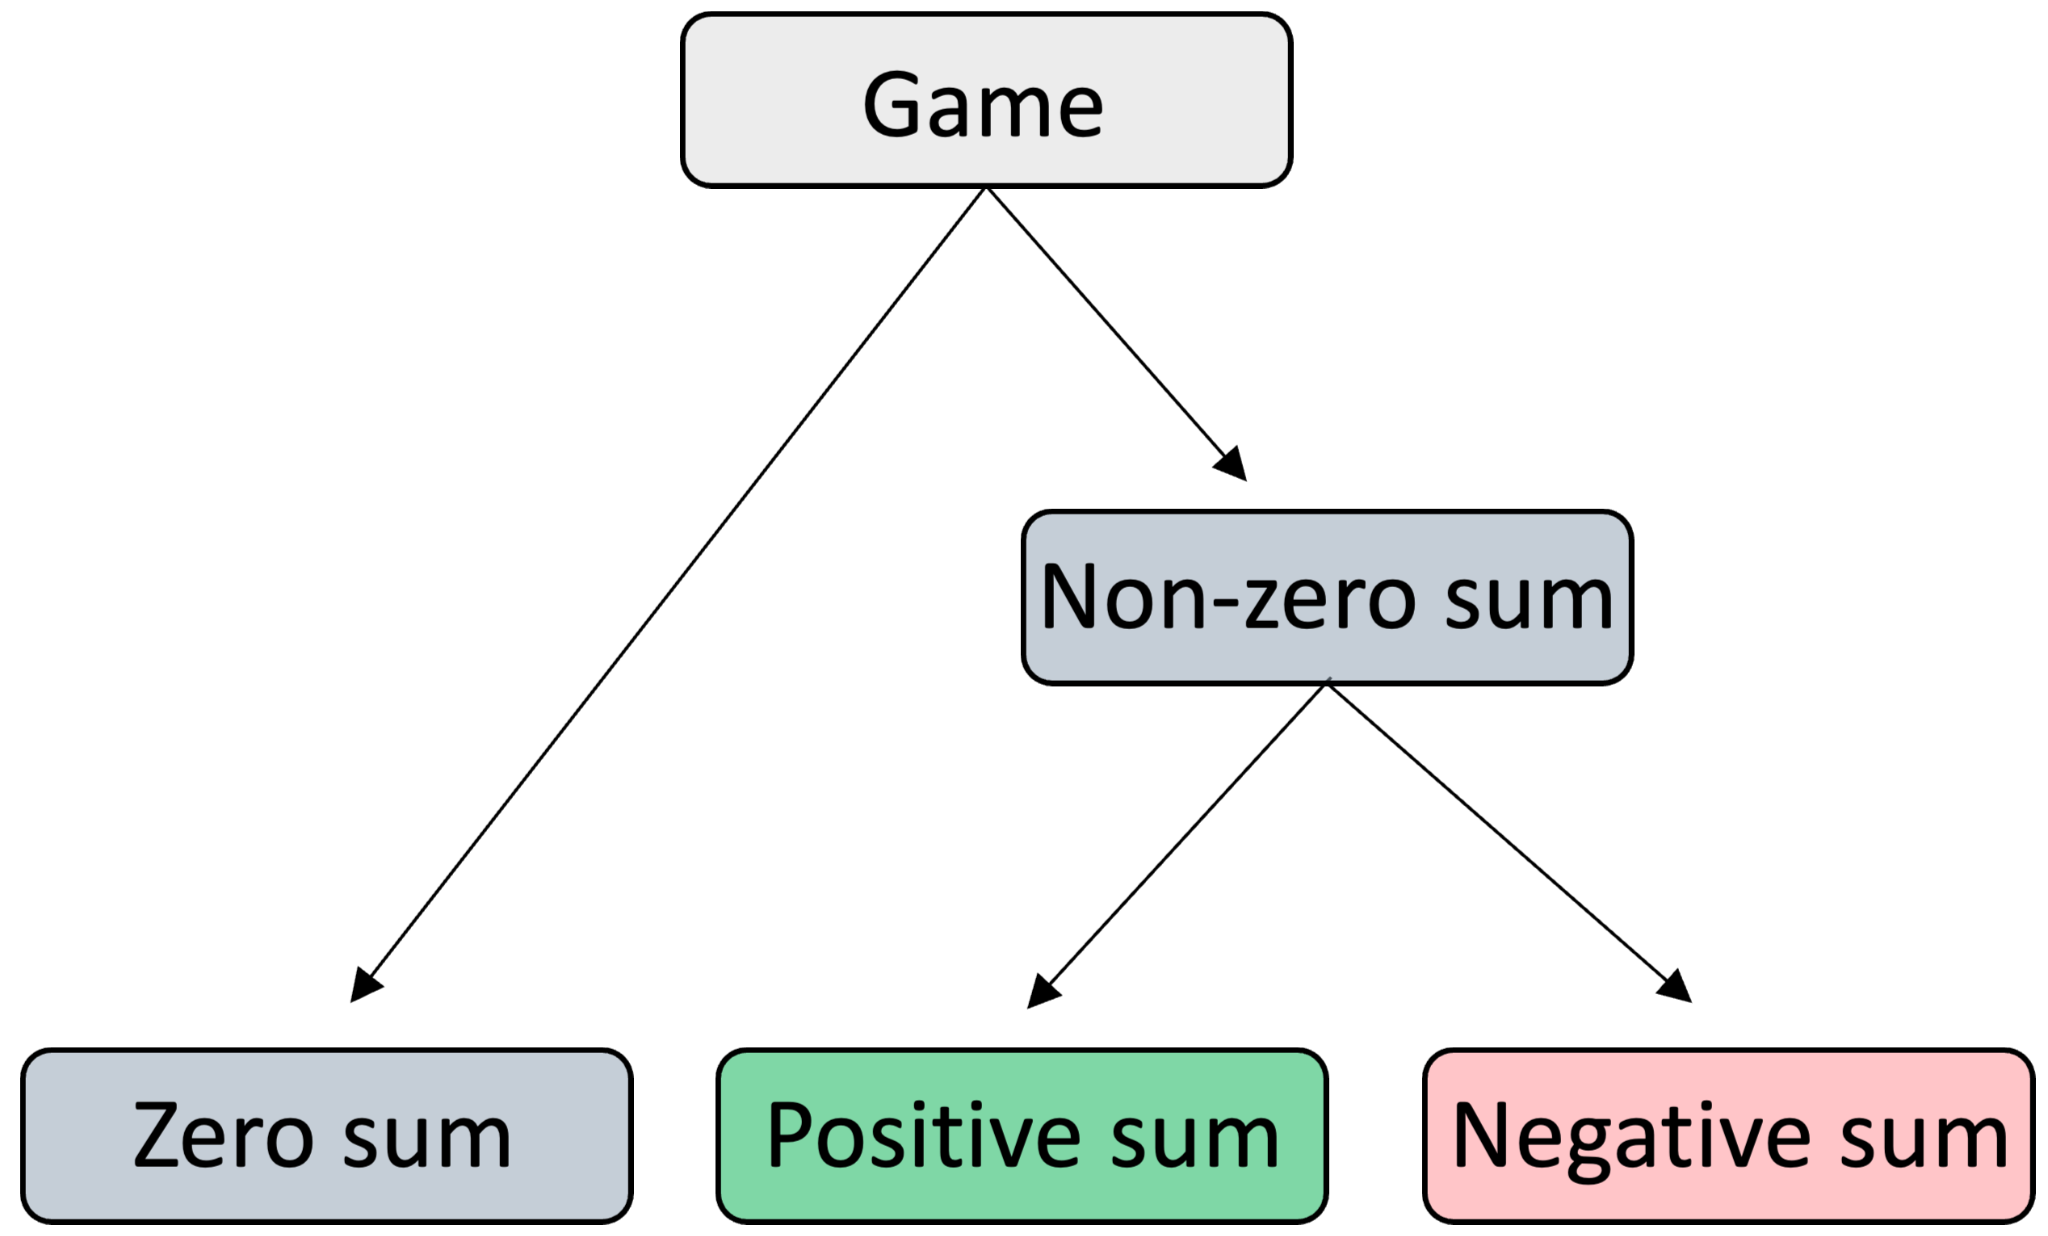 Game
Non-zero sum
Zero sum
Positive sum
Negative sum